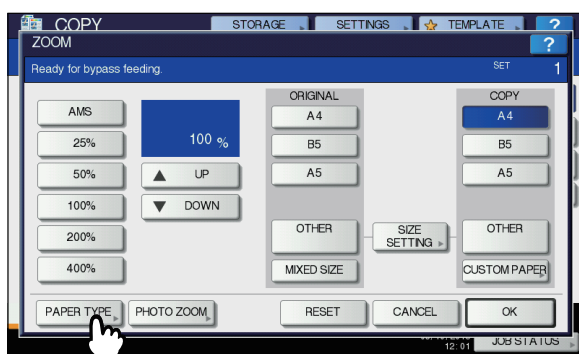 COPY STORAGE SETTINGS TEMPLATE ?
ZOOM ?
Ready for bypass feeding. SET 1
ORIGINAL COPY
AMS A4 A4
100 %
25% B5 B5
50% UP A5 A5
100% DOWN
200% OTHER SIZE SETTING OTHER
400% MIXED SIZE CUSTOM PAPER
PAPER TYPE PHOTO ZOOM RESET CANCEL OK
12:01 JOB STATUS